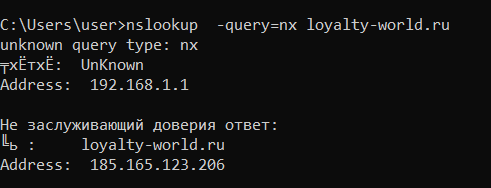 C:\Users\user>nslookup  -query=nx loyalty-world.ru
unknown query type: nx
╤хЁтхЁ:  UnKnown
Address:  192.168.1.1
Не заслуживающий доверия ответ:
╚ь :     loyalty-world.ru
Address:  185.165.123.206